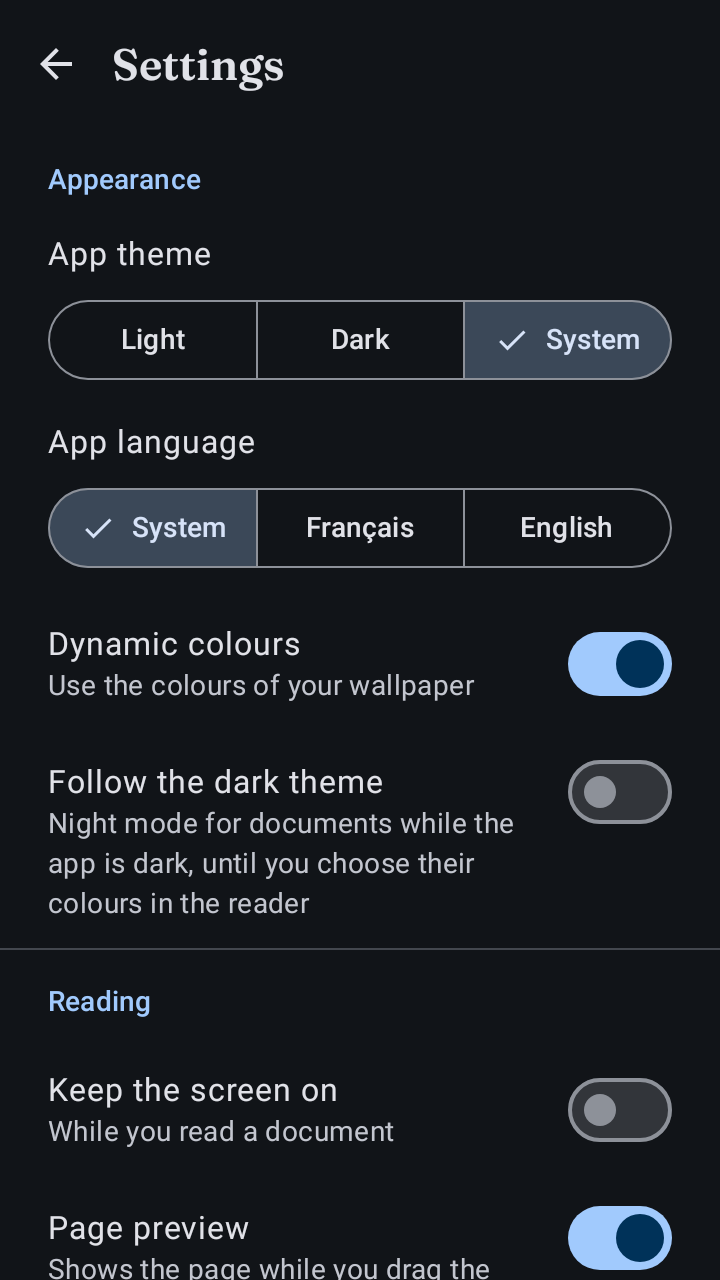 Settings
Appearance
App theme
Light
Dark
System
App language
System
Français
English
Dynamic colours
Use the colours of your wallpaper
Follow the dark theme
Night mode for documents while the
app is dark, until you choose their
colours in the reader
Reading
Keep the screen on
While you read a document
Page preview
Shows the page while you drag the